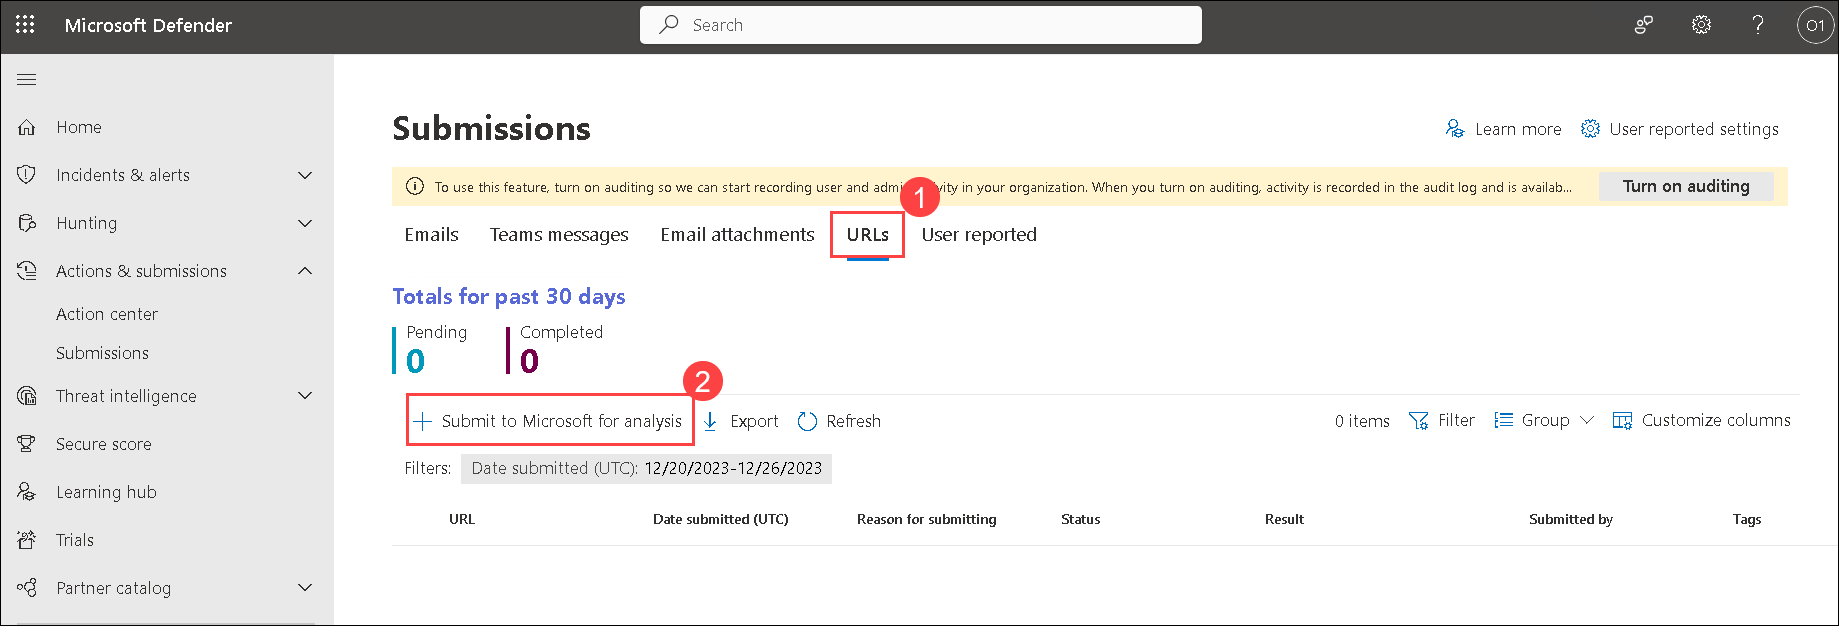 Microsoft Defender
Search
O1
Home
Incidents & alerts
Hunting
Actions & submissions
Action center
Submissions
Threat intelligence
Secure score
Learning hub
Trials
Partner catalog
Submissions
Learn more
User reported settings
To use this feature, turn on auditing so we can start recording user and admi tivity in your organization. When you turn on auditing, activity is recorded in the audit log and is availab...
Turn on auditing
1
Emails Teams messages Email attachments URLs User reported
Totals for past 30 days
Pending
0
Completed
0
2
Submit to Microsoft for analysis Export Refresh
0 items Filter Group Customize columns
Filters: Date submitted (UTC): 12/20/2023-12/26/2023
URL Date submitted (UTC) Reason for submitting Status Result Submitted by Tags